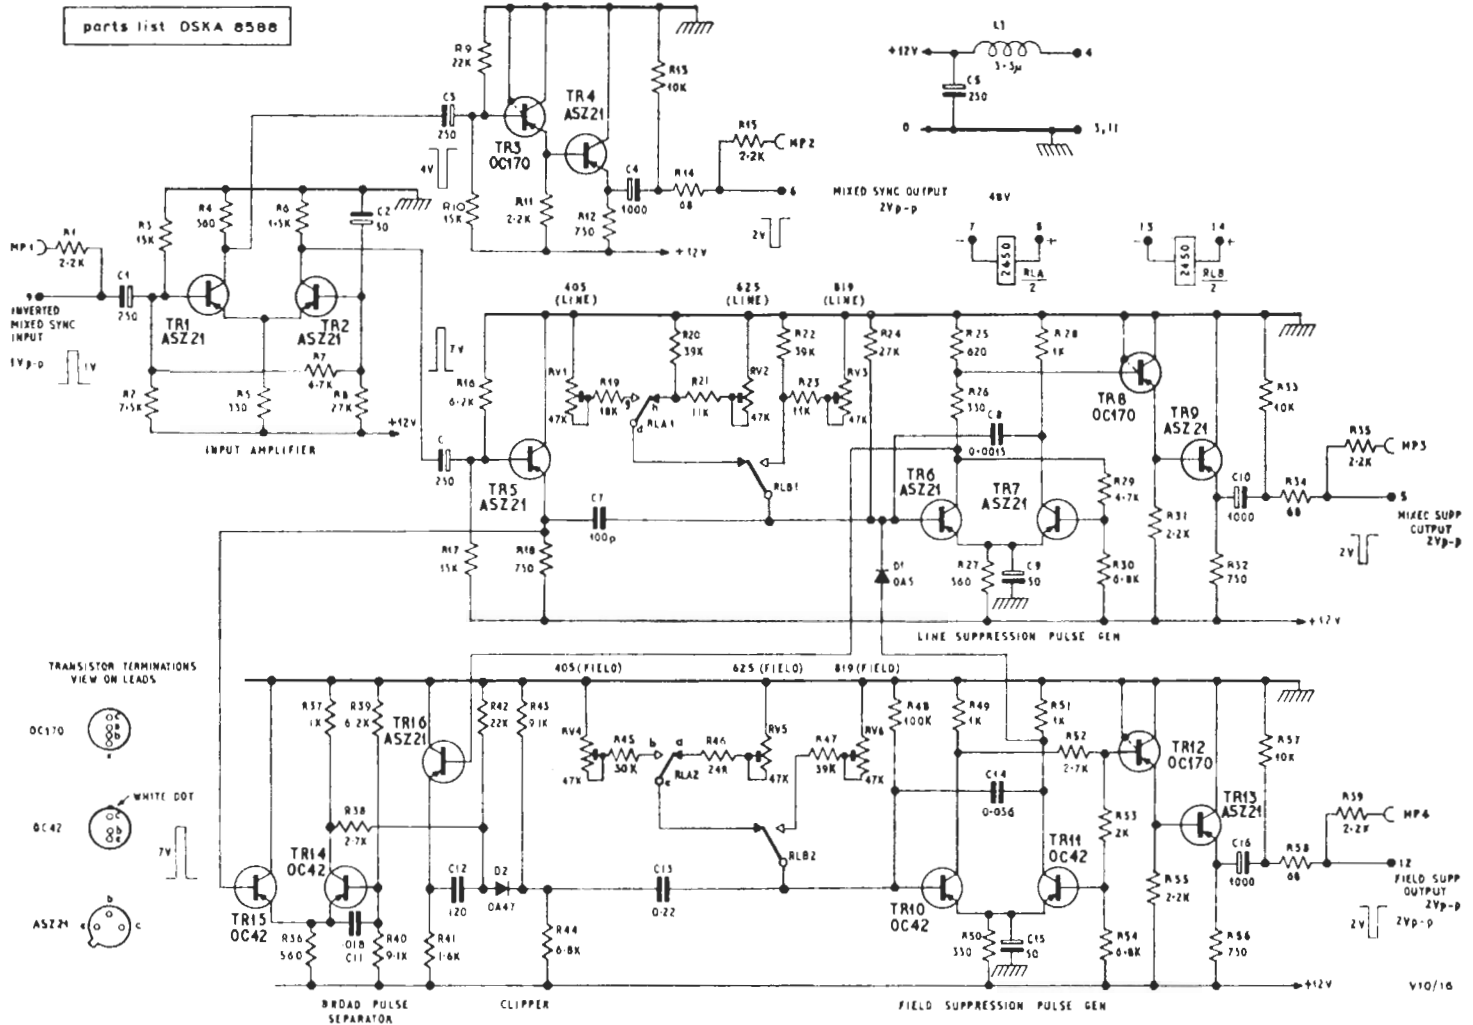 parts list DSKA 8588
R9
22K
C3
250
4V
R10
15K
TR3
OC170
TR4
ASZ21
R11
2·2K
R12
750
C4
1000
R13
10K
R14
68
R15
2·2K
MP2
6
2V
MIXED SYNC OUTPUT
2Vp-p
+12V
L1
+12V
3·3µ
4
C6
250
0
3,11
48V
7
8
-
+
2450
RLA
2
13
14
-
+
2450
RLB
2
MP1
R1
2·2K
9
INVERTED
MIXED SYNC
INPUT
1Vp-p
1V
C1
250
R3
15K
R4
560
R6
1·5K
C2
50
TR1
ASZ21
TR2
ASZ21
R7
4·7K
R2
7·5K
R5
330
R8
27K
+12V
INPUT AMPLIFIER
7V
C
250
R16
6·2K
R17
15K
TR5
ASZ21
R18
750
C7
100p
405
(LINE)
625
(LINE)
819
(LINE)
RV1
47K
R19
18K
g
h
d
RLA1
R20
39K
R21
11K
RV2
47K
R22
39K
R23
11K
RV3
47K
R24
27K
RLB1
R25
620
R26
330
C8
0·0015
R28
1K
TR6
ASZ21
TR7
ASZ21
R29
4·7K
R30
6·8K
D1
OA5
R27
560
C9
50
TR8
OC170
TR9
ASZ21
R31
2·2K
R32
750
C10
1000
R33
10K
R34
68
R35
2·2K
MP3
5
MIXED SUPP
OUTPUT
2Vp-p
2V
+12V
LINE SUPPRESSION PULSE GEN
TRANSISTOR TERMINATIONS
VIEW ON LEADS
OC170
c
s
b
e
WHITE DOT
OC42
c
b
e
ASZ21
b
e
c
7V
405(FIELD)
625(FIELD)
819(FIELD)
R37
1K
R39
6·2K
TR16
ASZ21
R42
22K
R43
9·1K
R38
2·7K
TR14
OC42
TR15
OC42
R36
560
·018
C11
R40
9·1K
R41
1·6K
C12
120
D2
OA47
R44
6·8K
RV4
47K
R45
30K
b
a
RLA2
R46
24K
RV5
47K
R47
39K
RV6
47K
RLB2
C13
0·22
R48
100K
R49
1K
R51
1K
R52
2·7K
C14
0·056
R53
2K
TR10
OC42
TR11
OC42
R50
330
C15
50
R54
6·8K
TR12
OC170
TR13
ASZ21
R55
2·2K
R56
750
C16
1000
R57
10K
R58
68
R59
2·2K
MP4
12
FIELD SUPP
OUTPUT
2Vp-p
2V
2Vp-p
+12V
V10/16
BROAD PULSE
SEPARATOR
CLIPPER
FIELD SUPPRESSION PULSE GEN